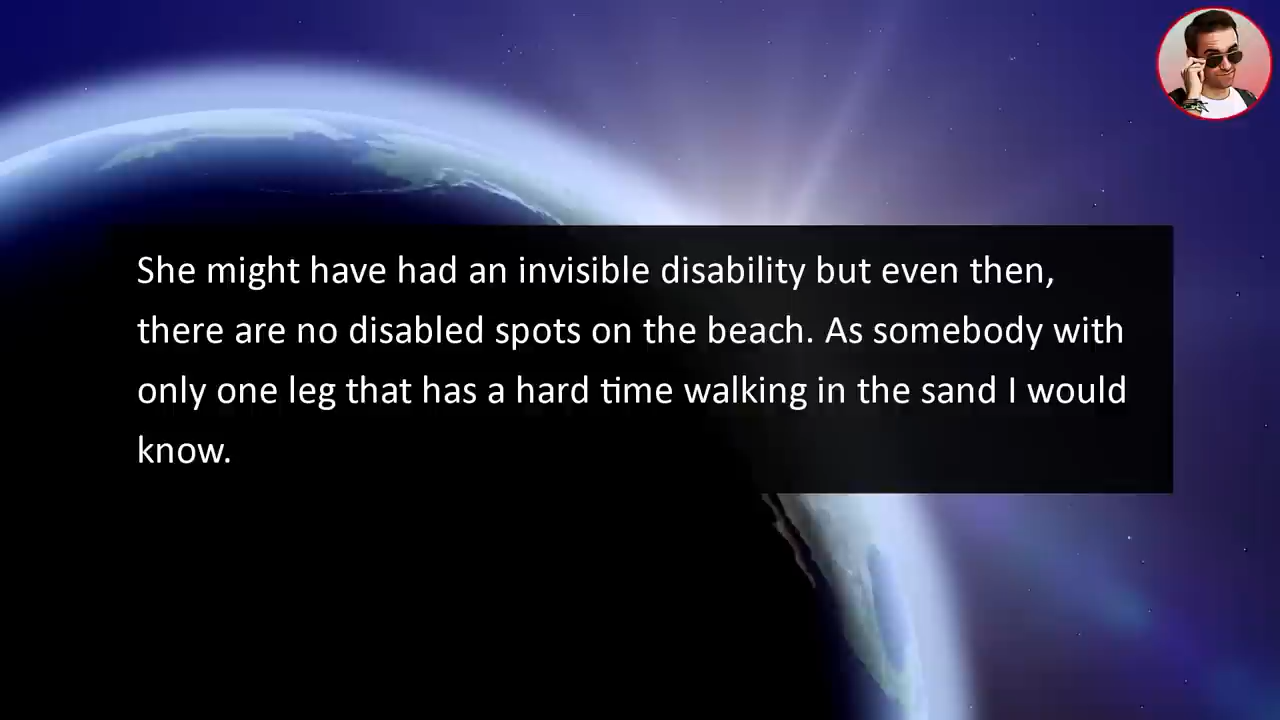 She might have had an invisible disability but even then,
there are no disabled spots on the beach. As somebody with
only one leg that has a hard time walking in the sand I would
know.